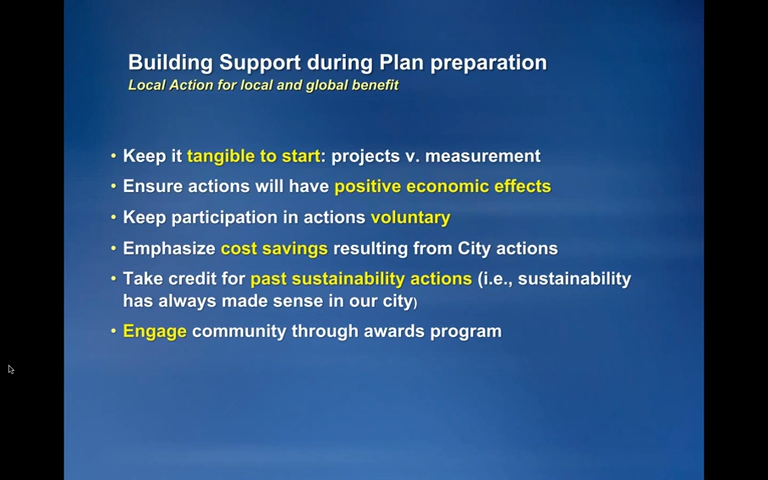 Building Support during Plan preparation
Local Action for local and global benefit
• Keep it tangible to start: projects v. measurement
• Ensure actions will have positive economic effects
• Keep participation in actions voluntary
• Emphasize cost savings resulting from City actions
• Take credit for past sustainability actions (i.e., sustainability
has always made sense in our city)
• Engage community through awards program